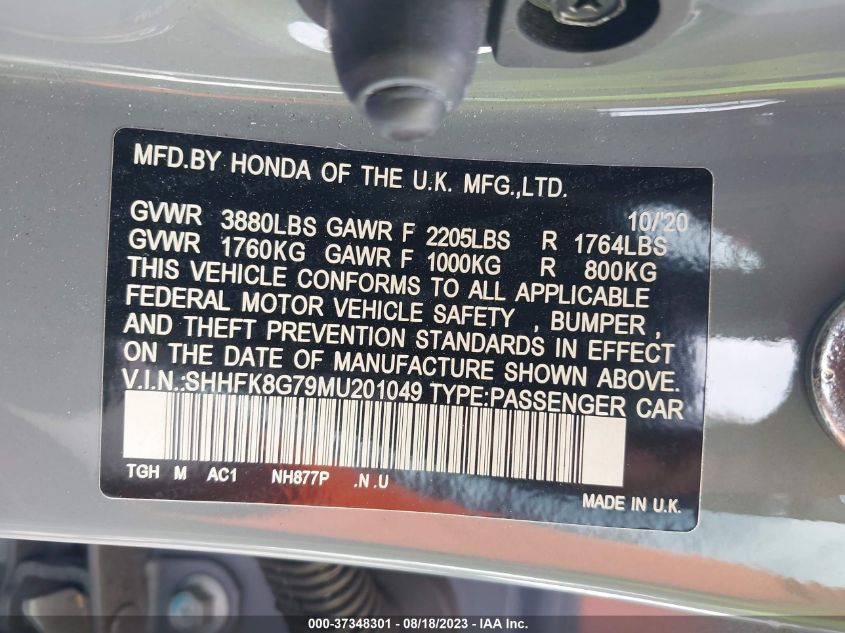 MFD.BY HONDA OF THE U.K. MFG.,LTD.
10/'20
GVWR 3880LBS GAWR F 2205LBS R 1764LBS
GVWR 1760KG GAWR F 1000KG R 800KG
THIS VEHICLE CONFORMS TO ALL APPLICABLE
FEDERAL MOTOR VEHICLE SAFETY , BUMPER ,
AND THEFT PREVENTION STANDARDS IN EFFECT
ON THE DATE OF MANUFACTURE SHOWN ABOVE.
V.I.N.:SHHFK8G79MU201049 TYPE:PASSENGER CAR
TGH M AC1 NH877P .N .U
MADE IN U.K.
000-37348301 - 08/18/2023 - IAA Inc.